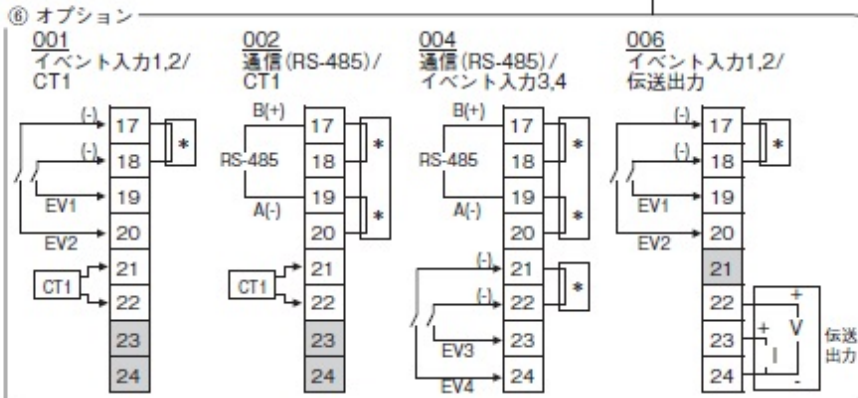 ⑥ オプション
001
イベント入力1,2/
CT1
(-)
17
*
(-)
18
EV1
19
EV2
20
CT1
21
22
23
24
002
通信(RS-485)/
CT1
B(+)
17
*
RS-485
18
19
A(-)
*
20
CT1
21
22
23
24
004
通信(RS-485)/
イベント入力3,4
B(+)
17
*
RS-485
18
19
A(-)
*
20
(-)
21
*
(-)
22
EV3
23
EV4
24
006
イベント入力1,2/
伝送出力
(-)
17
*
(-)
18
EV1
19
EV2
20
21
22
+
23
+
V
I
24
-
伝送
出力